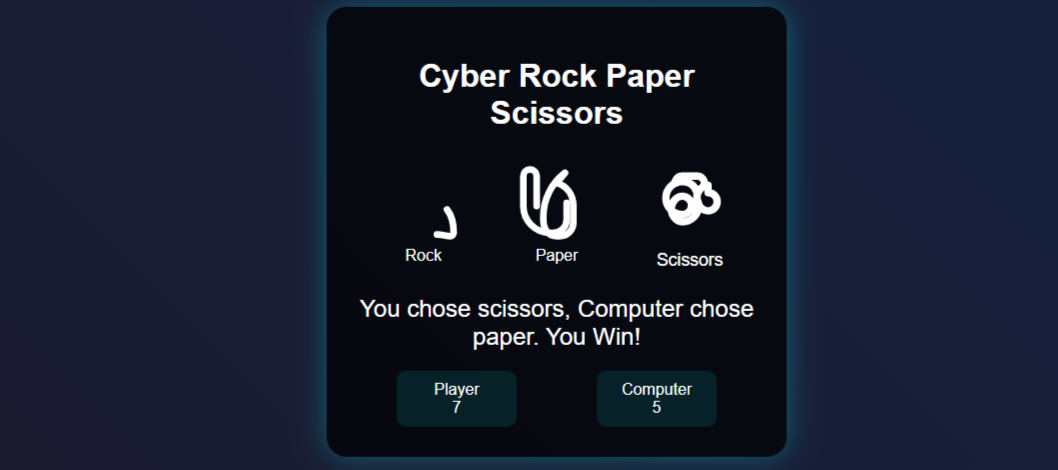 Cyber Rock Paper
Scissors
Rock
Paper
Scissors
You chose scissors, Computer chose
paper. You Win!
Player
7
Computer
5